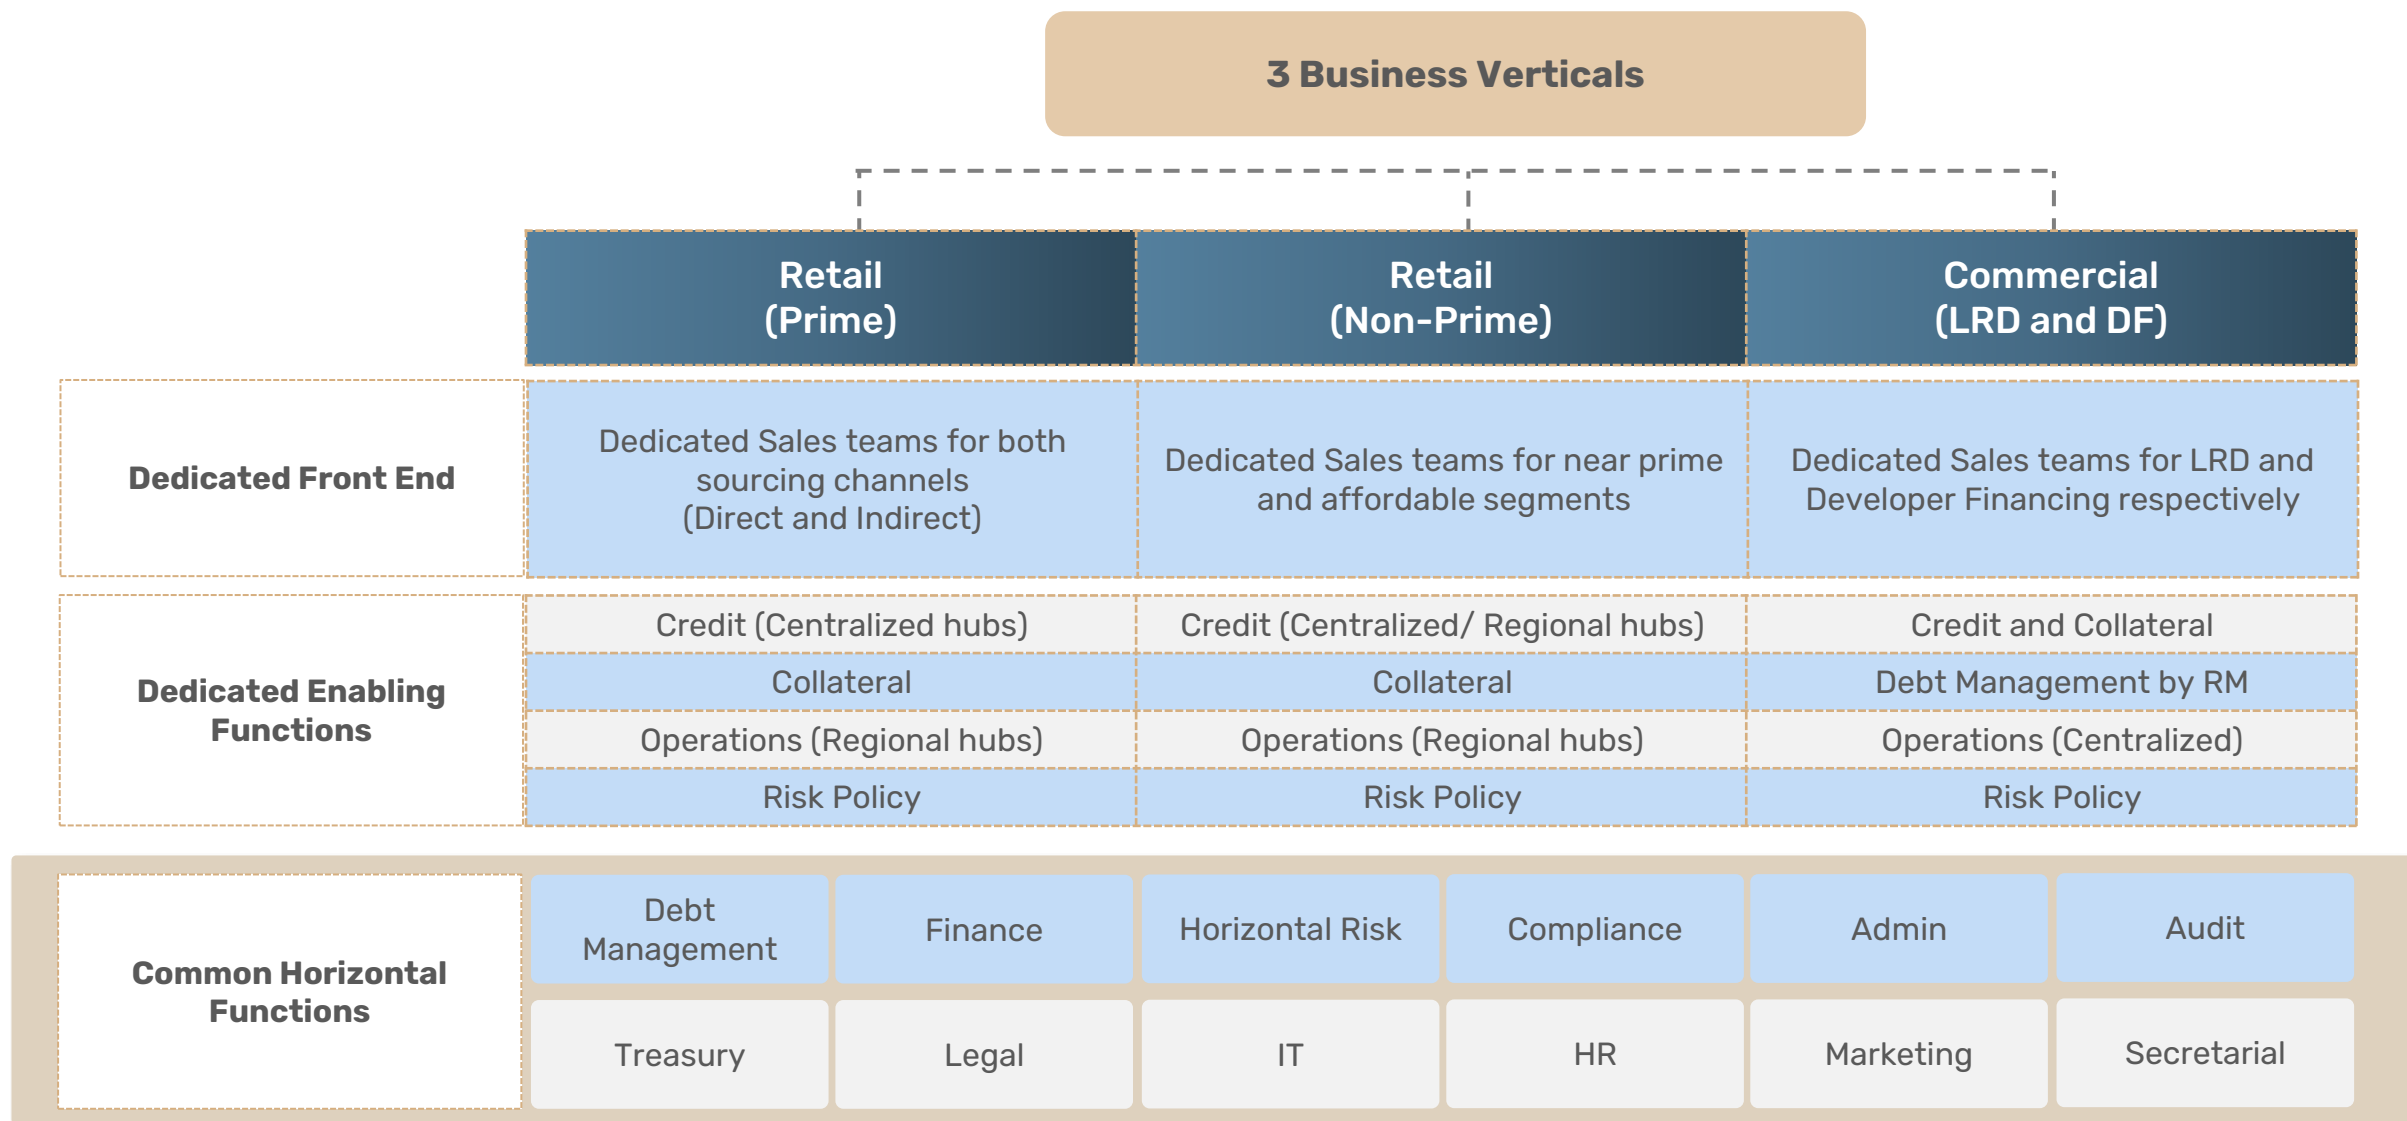 3 Business Verticals
Retail
(Prime)
Retail
(Non-Prime)
Commercial
(LRD and DF)
Dedicated Front End
Dedicated Sales teams for both
sourcing channels
(Direct and Indirect)
Dedicated Sales teams for near prime
and affordable segments
Dedicated Sales teams for LRD and
Developer Financing respectively
Dedicated Enabling
Functions
Credit (Centralized hubs)
Credit (Centralized/ Regional hubs)
Credit and Collateral
Collateral
Collateral
Debt Management by RM
Operations (Regional hubs)
Operations (Regional hubs)
Operations (Centralized)
Risk Policy
Risk Policy
Risk Policy
Common Horizontal
Functions
Debt
Management
Finance
Horizontal Risk
Compliance
Admin
Audit
Treasury
Legal
IT
HR
Marketing
Secretarial